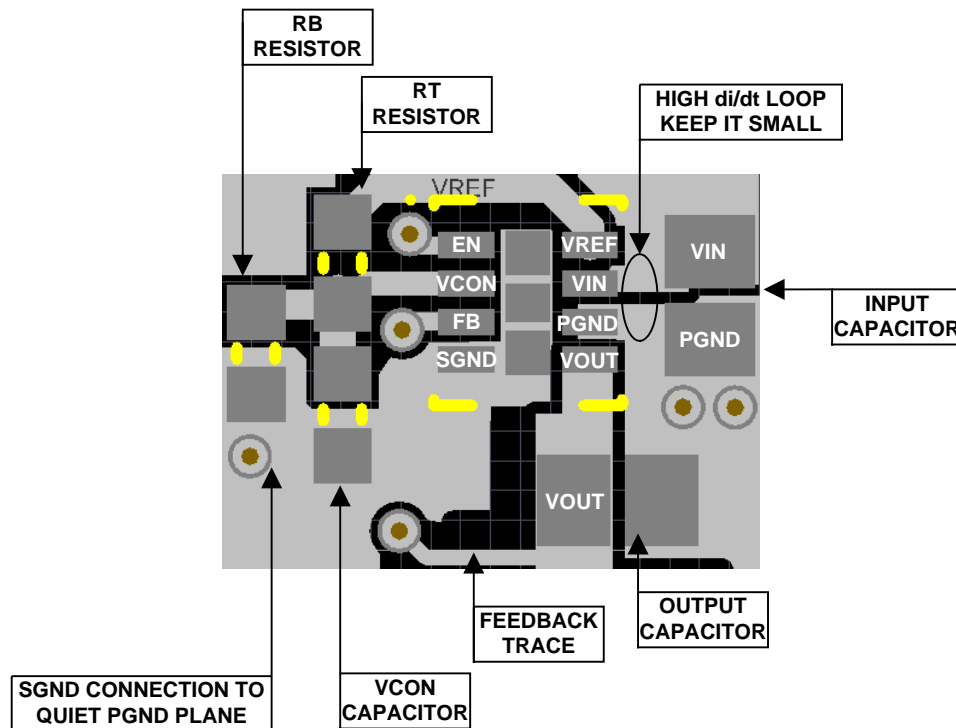 RB
RESISTOR
RT
RESISTOR
HIGH di/dt LOOP
KEEP IT SMALL
VREF
EN
VREF
VIN
VCON
VIN
INPUT
CAPACITOR
FB
PGND
PGND
SGND
VOUT
VOUT
FEEDBACK
TRACE
OUTPUT
CAPACITOR
SGND CONNECTION TO
QUIET PGND PLANE
VCON
CAPACITOR